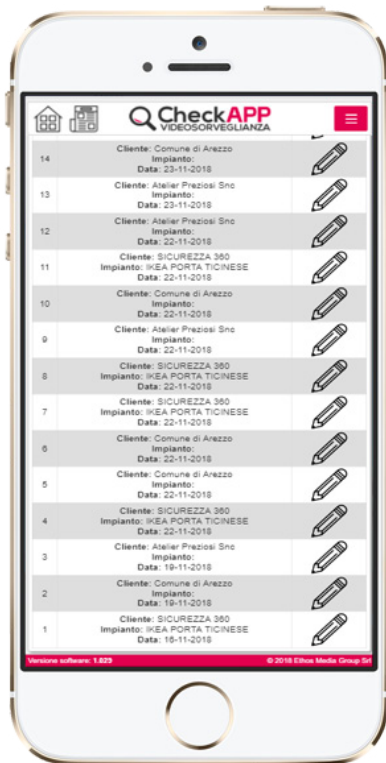 CheckAPP
VIDEOSORVEGLIANZA
14
Cliente: Comune di Arezzo
Impianto:
Data: 23-11-2018
13
Cliente: Atelier Preziosi Snc
Impianto:
Data: 23-11-2018
12
Cliente: Atelier Preziosi Snc
Impianto:
Data: 22-11-2018
11
Cliente: SICUREZZA 360
Impianto: IKEA PORTA TICINESE
Data: 22-11-2018
10
Cliente: Comune di Arezzo
Impianto:
Data: 22-11-2018
9
Cliente: Atelier Preziosi Snc
Impianto:
Data: 22-11-2018
8
Cliente: SICUREZZA 360
Impianto: IKEA PORTA TICINESE
Data: 22-11-2018
7
Cliente: SICUREZZA 360
Impianto: IKEA PORTA TICINESE
Data: 22-11-2018
6
Cliente: Comune di Arezzo
Impianto:
Data: 22-11-2018
5
Cliente: Comune di Arezzo
Impianto:
Data: 22-11-2018
4
Cliente: SICUREZZA 360
Impianto: IKEA PORTA TICINESE
Data: 22-11-2018
3
Cliente: Atelier Preziosi Snc
Impianto:
Data: 19-11-2018
2
Cliente: Comune di Arezzo
Impianto:
Data: 19-11-2018
1
Cliente: SICUREZZA 360
Impianto: IKEA PORTA TICINESE
Data: 16-11-2018
Versione software: 1.029 © 2018 Ethos Media Group Srl